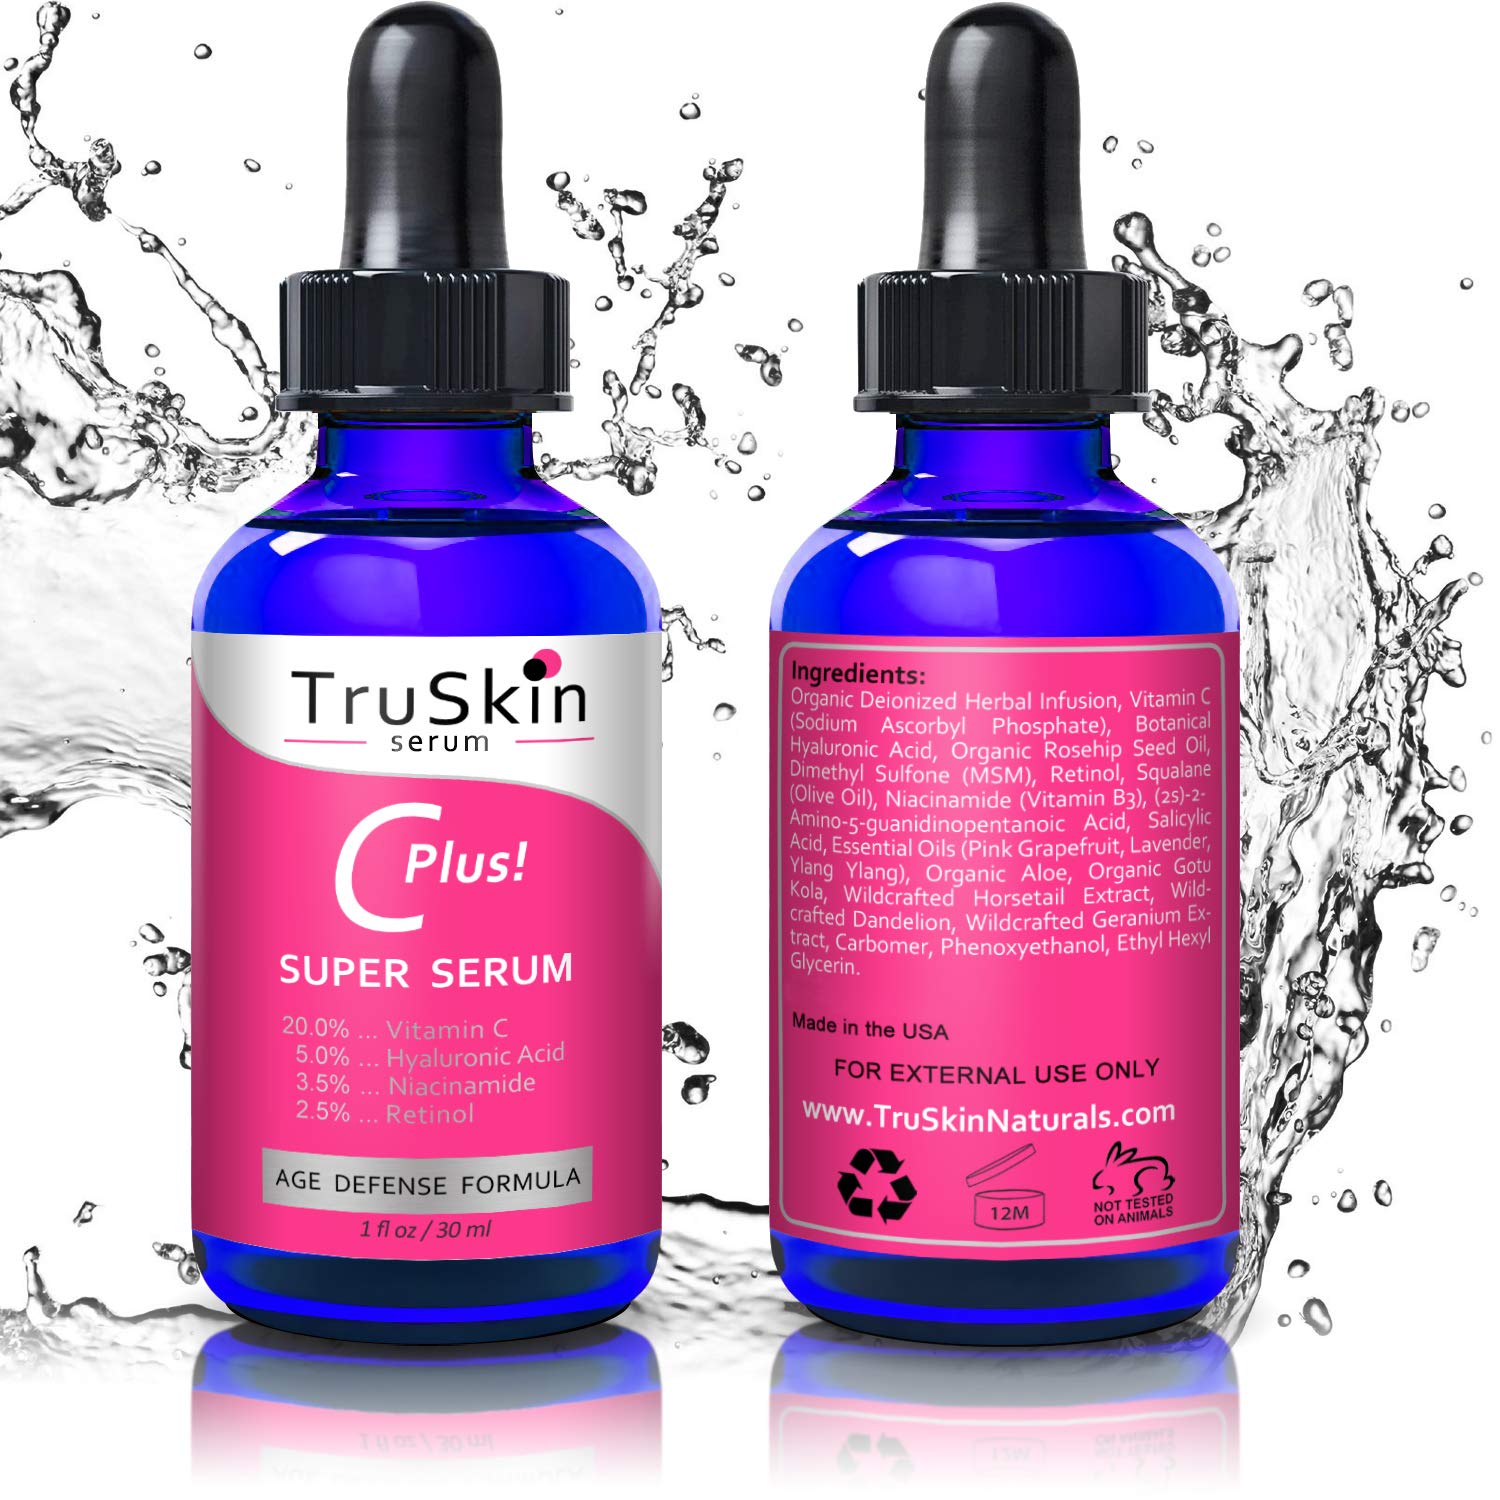 TruSkin
serum
C Plus!
SUPER SERUM
20.0% ... Vitamin C
5.0% ... Hyaluronic Acid
3.5% ... Niacinamide
2.5% ... Retinol
AGE DEFENSE FORMULA
1 fl oz / 30 ml
Ingredients:
Organic Deionized Herbal Infusion, Vitamin C
(Sodium Ascorbyl Phosphate), Botanical
Hyaluronic Acid, Organic Rosehip Seed Oil,
Dimethyl Sulfone (MSM), Retinol, Squalane
(Olive Oil), Niacinamide (Vitamin B3), (2s)-2-
Amino-5-guanidinopentanoic Acid, Salicylic
Acid, Essential Oils (Pink Grapefruit, Lavender,
Ylang Ylang), Organic Aloe, Organic Gotu
Kola, Wildcrafted Horsetail Extract, Wild-
crafted Dandelion, Wildcrafted Geranium Ex-
tract, Carbomer, Phenoxyethanol, Ethyl Hexyl
Glycerin.
Made in the USA
FOR EXTERNAL USE ONLY
www.TruSkinNaturals.com
12M
NOT TESTED
ON ANIMALS